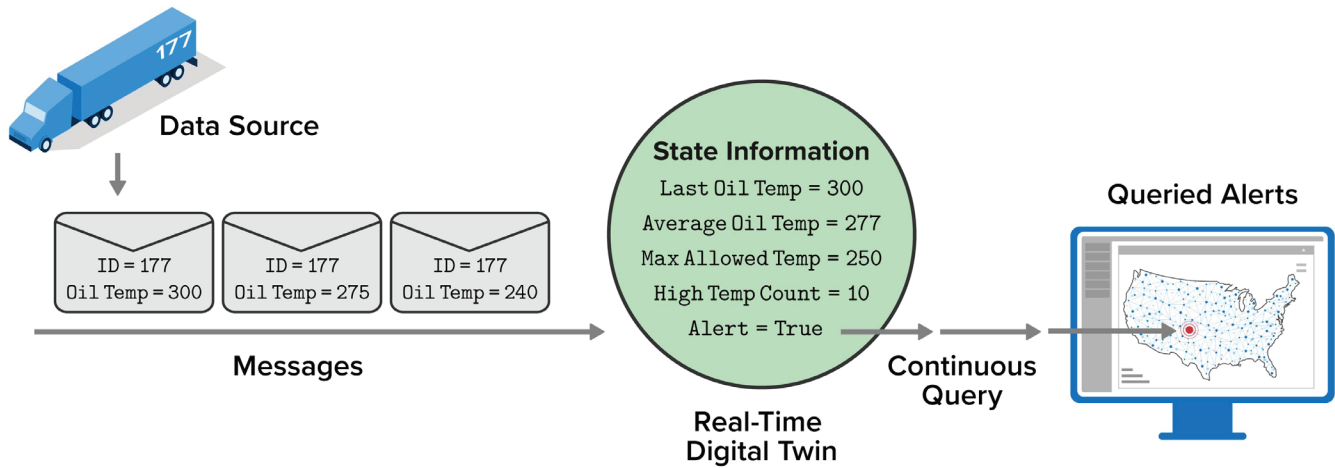 177
Data Source
ID = 177
Oil Temp = 300
ID = 177
Oil Temp = 275
ID = 177
Oil Temp = 240
Messages
State Information
Last Oil Temp = 300
Average Oil Temp = 277
Max Allowed Temp = 250
High Temp Count = 10
Alert = True
Real-Time
Digital Twin
Continuous
Query
Queried Alerts